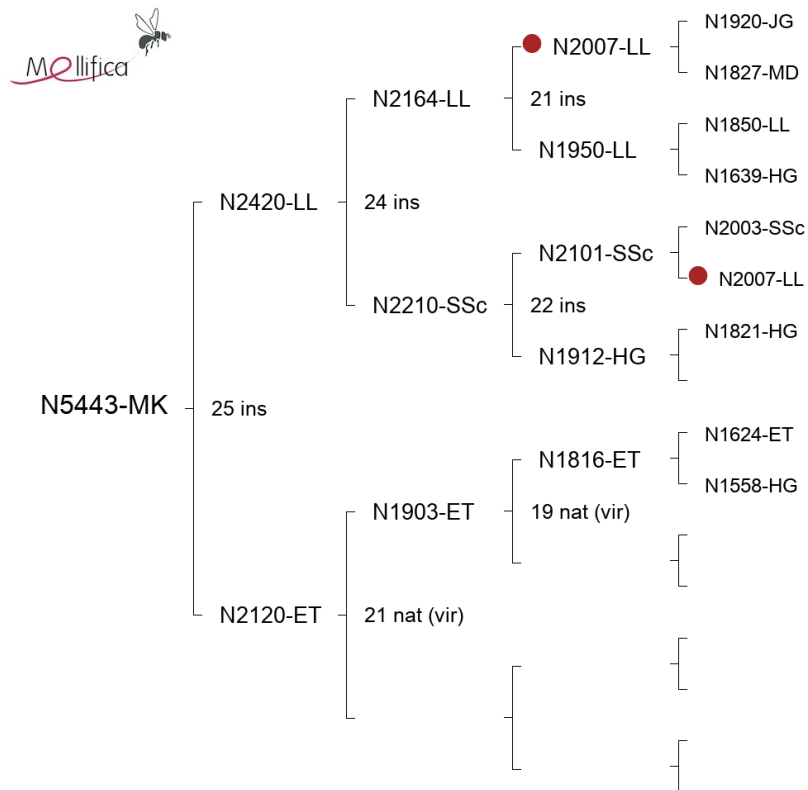 Mellifica
N1920-JG
N2007-LL
N1827-MD
N2164-LL
21 ins
N1850-LL
N1950-LL
N1639-HG
N2420-LL
24 ins
N2003-SSc
N2101-SSc
N2007-LL
N2210-SSc
22 ins
N1821-HG
N1912-HG
N5443-MK
25 ins
N1624-ET
N1816-ET
N1558-HG
N1903-ET
19 nat (vir)
N2120-ET
21 nat (vir)